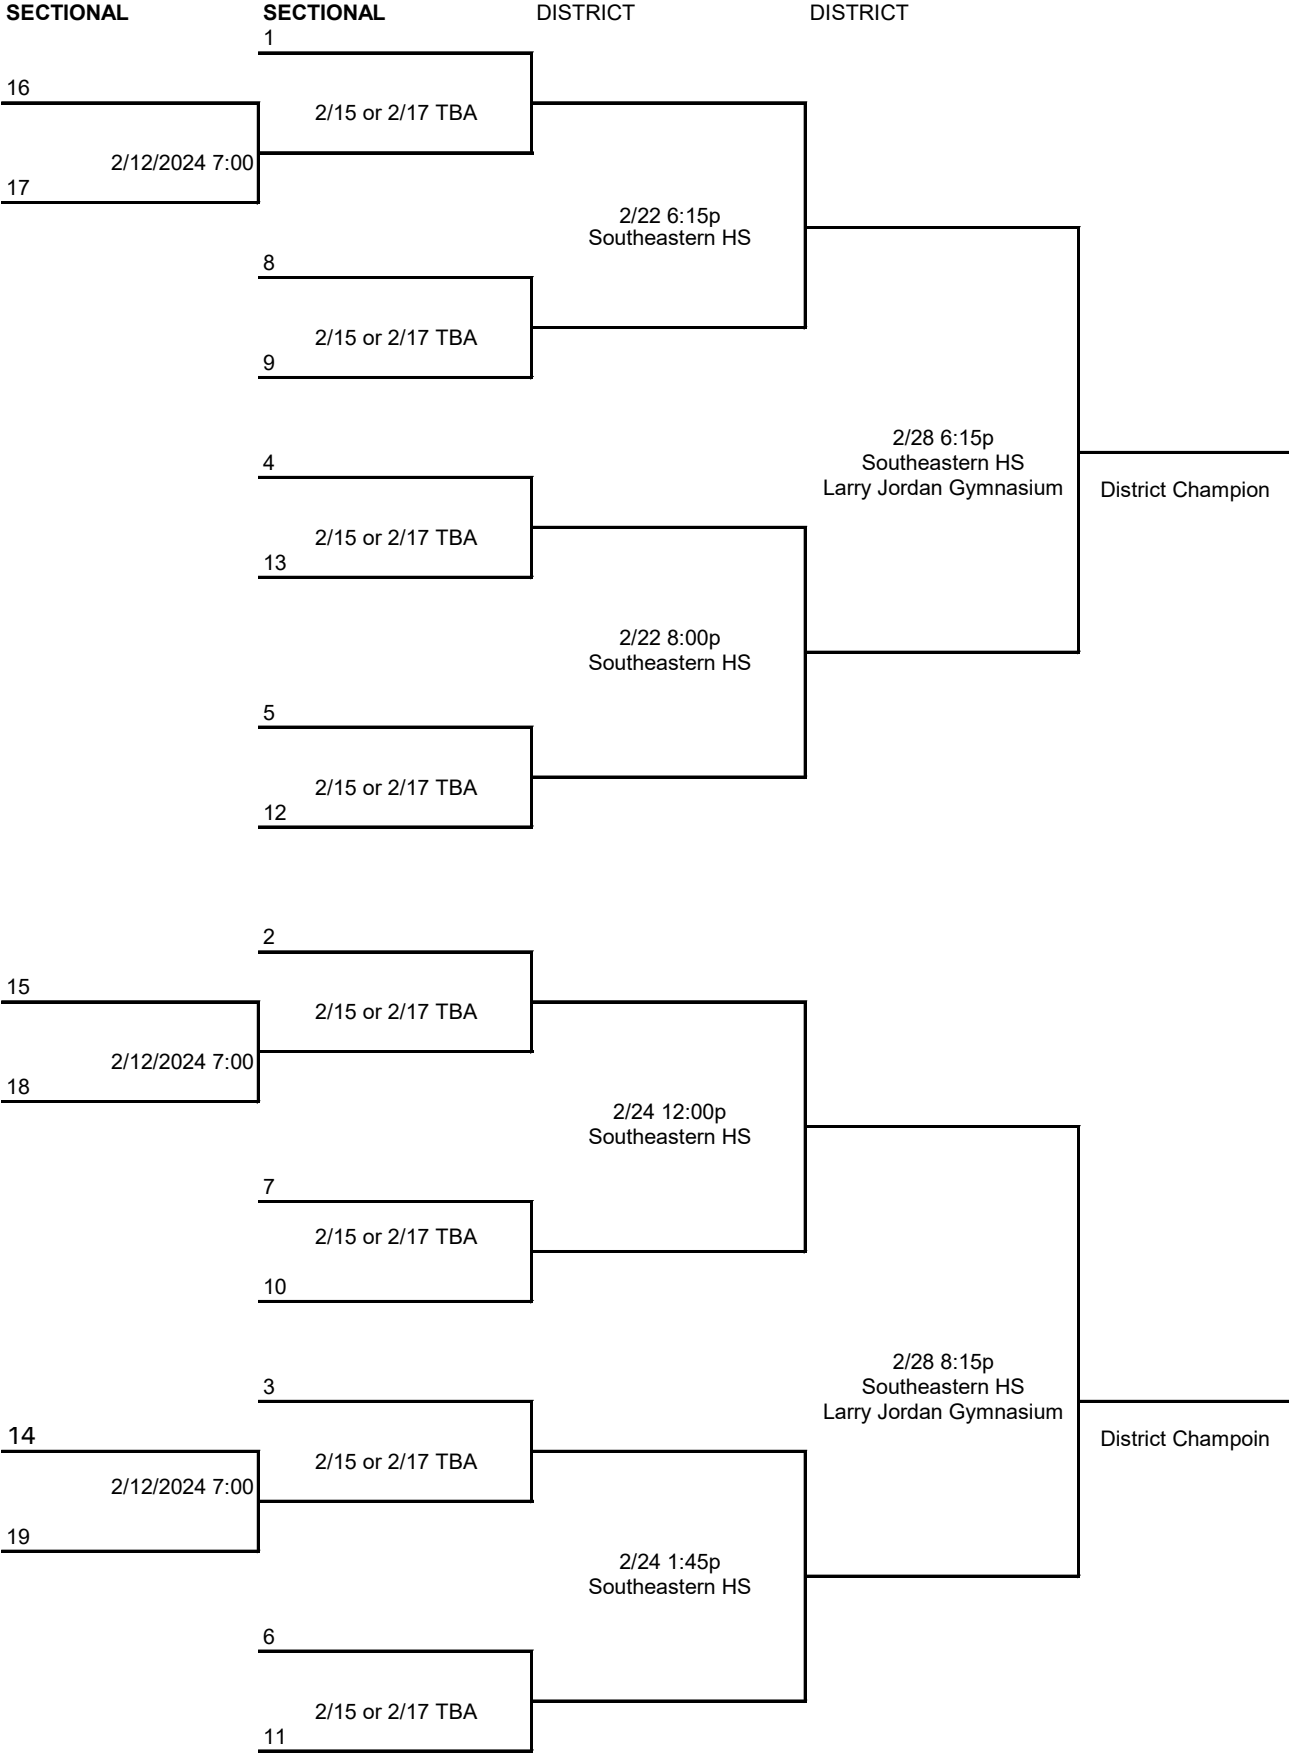 SECTIONAL SECTIONAL DISTRICT DISTRICT
1
16
2/15 or 2/17 TBA
2/12/2024 7:00
17
2/22 6:15p
Southeastern HS
8
2/15 or 2/17 TBA
9
2/28 6:15p
Southeastern HS
Larry Jordan Gymnasium
District Champion
4
2/15 or 2/17 TBA
13
2/22 8:00p
Southeastern HS
5
2/15 or 2/17 TBA
12
2
15
2/15 or 2/17 TBA
2/12/2024 7:00
18
2/24 12:00p
Southeastern HS
7
2/15 or 2/17 TBA
10
2/28 8:15p
Southeastern HS
Larry Jordan Gymnasium
District Champoin
3
14
2/15 or 2/17 TBA
2/12/2024 7:00
19
2/24 1:45p
Southeastern HS
6
2/15 or 2/17 TBA
11